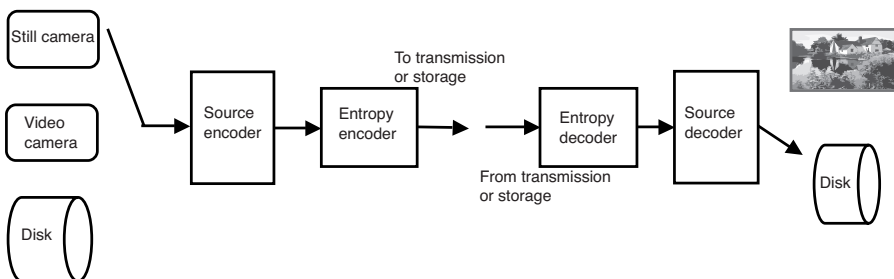 Still camera
Video
camera
Disk
Source
encoder
Entropy
encoder
To transmission
or storage
From transmission
or storage
Entropy
decoder
Source
decoder
Disk